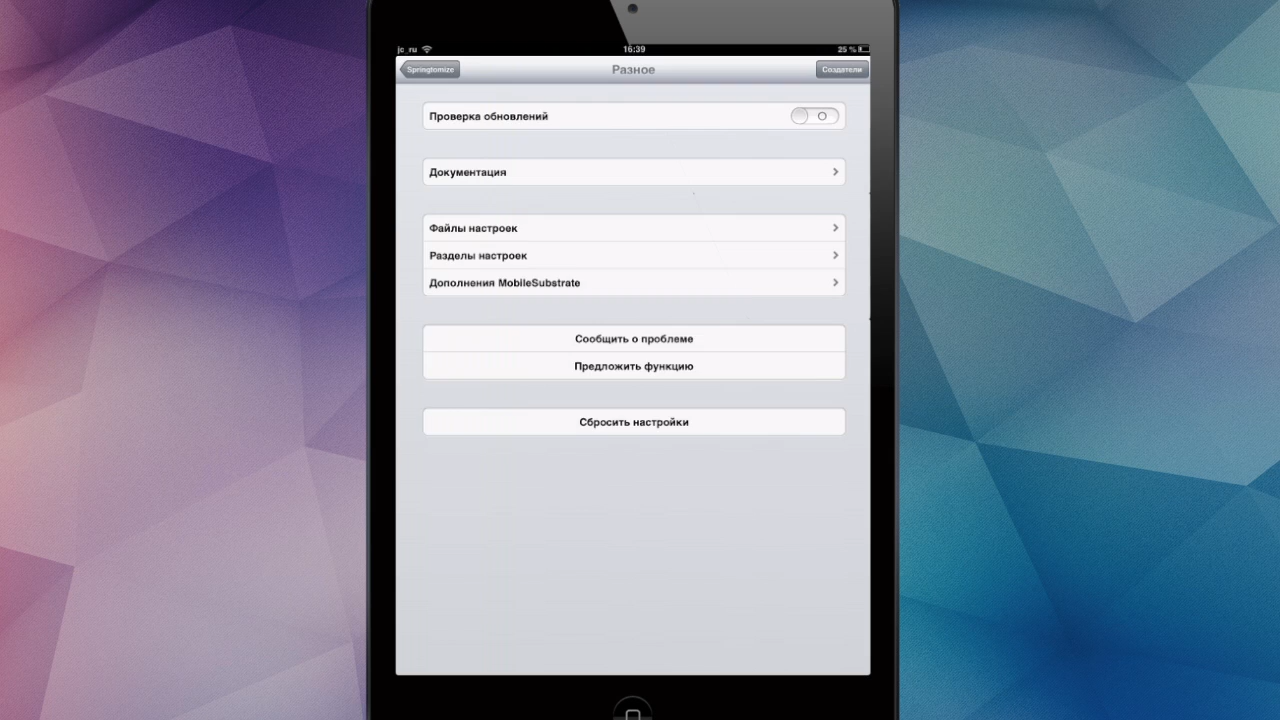 jc_ru
16:39
25 %
Springtomize
Разное
Создатели
Проверка обновлений
Документация
Файлы настроек
Разделы настроек
Дополнения MobileSubstrate
Сообщить о проблеме
Предложить функцию
Сбросить настройки